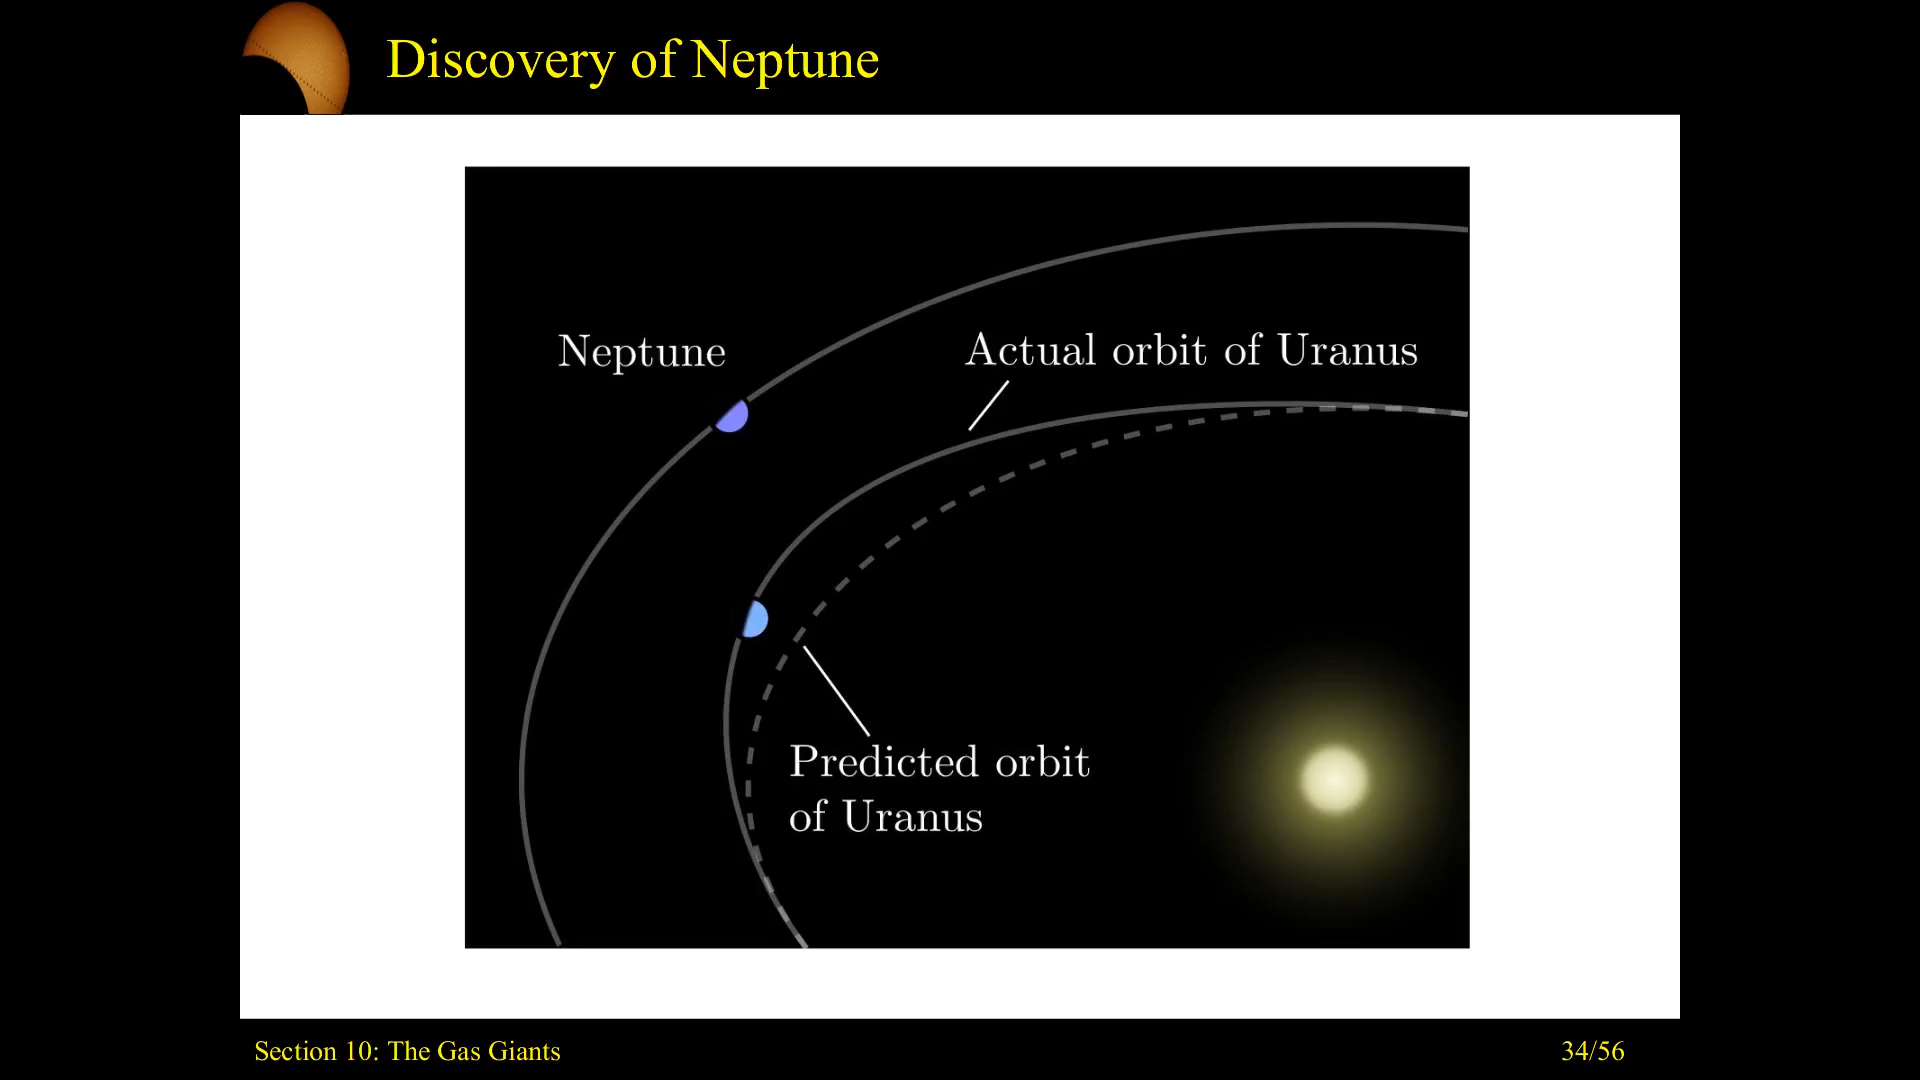 Discovery of Neptune
Neptune
Actual orbit of Uranus
Predicted orbit
of Uranus
Section 10: The Gas Giants
34/56